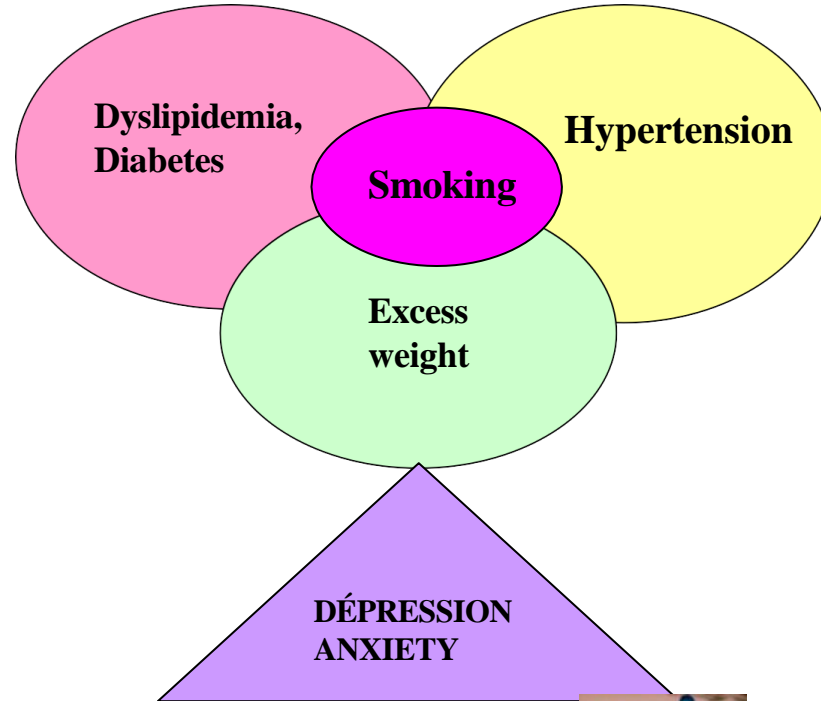 Dyslipidemia,
Diabetes
Hypertension
Smoking
Excess
weight
DÉPRESSION
ANXIETY